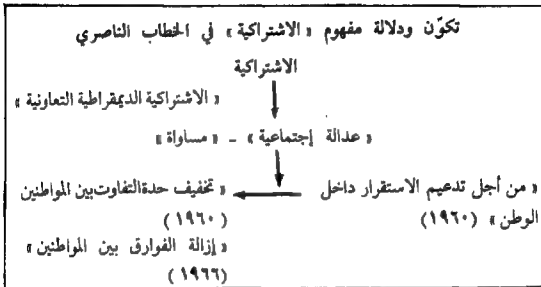 تكوّن ودلالة مفهوم « الاشتراكية » في الخطاب الناصري
الاشتراكية
« الاشتراكية الديمقراطية التعاونية »
« عدالة إجتماعية » - « مساواة »
« من أجل تدعيم الاستقرار داخل
الوطن » (١٩٦٠)
« تخفيف حدة التفاوت بين المواطنين
(١٩٦٠)
« إزالة الفوارق بين المواطنين »
(١٩٦٦)